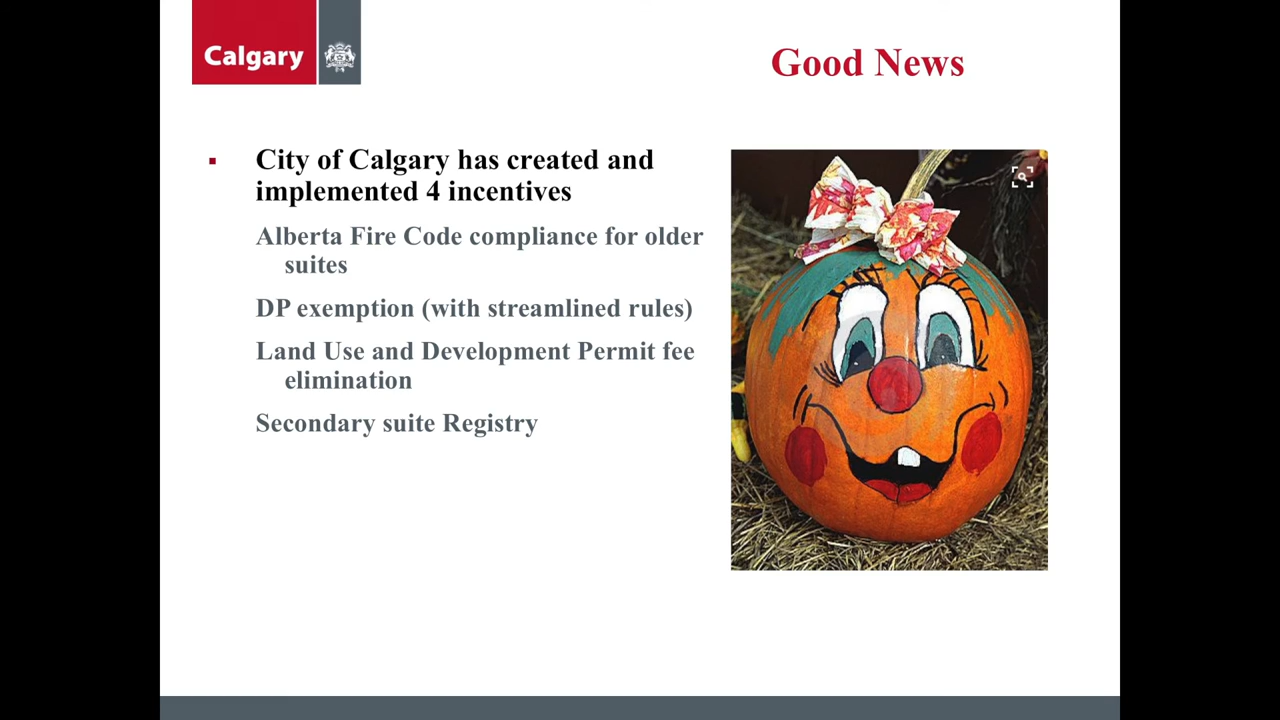 Calgary
Good News
▪ City of Calgary has created and
implemented 4 incentives
Alberta Fire Code compliance for older
suites
DP exemption (with streamlined rules)
Land Use and Development Permit fee
elimination
Secondary suite Registry